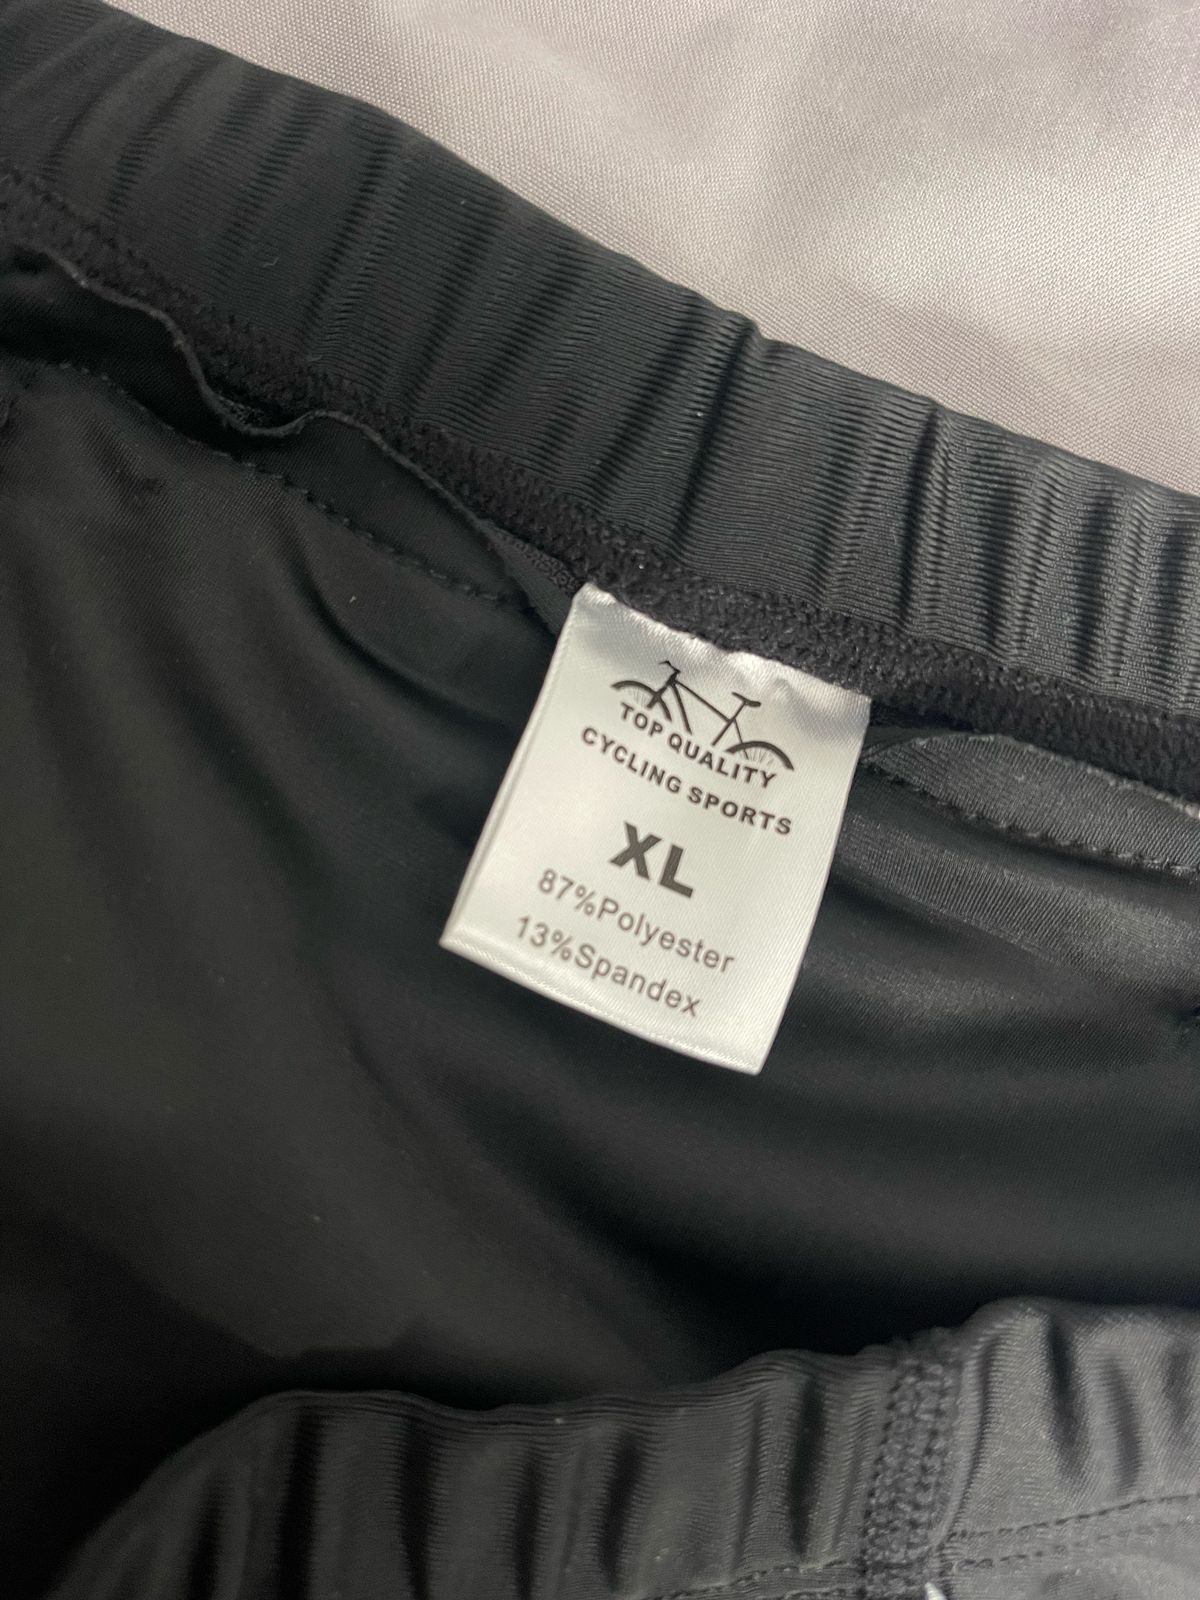 TOP QUALITY
CYCLING SPORTS
XL
87%Polyester
13%Spandex